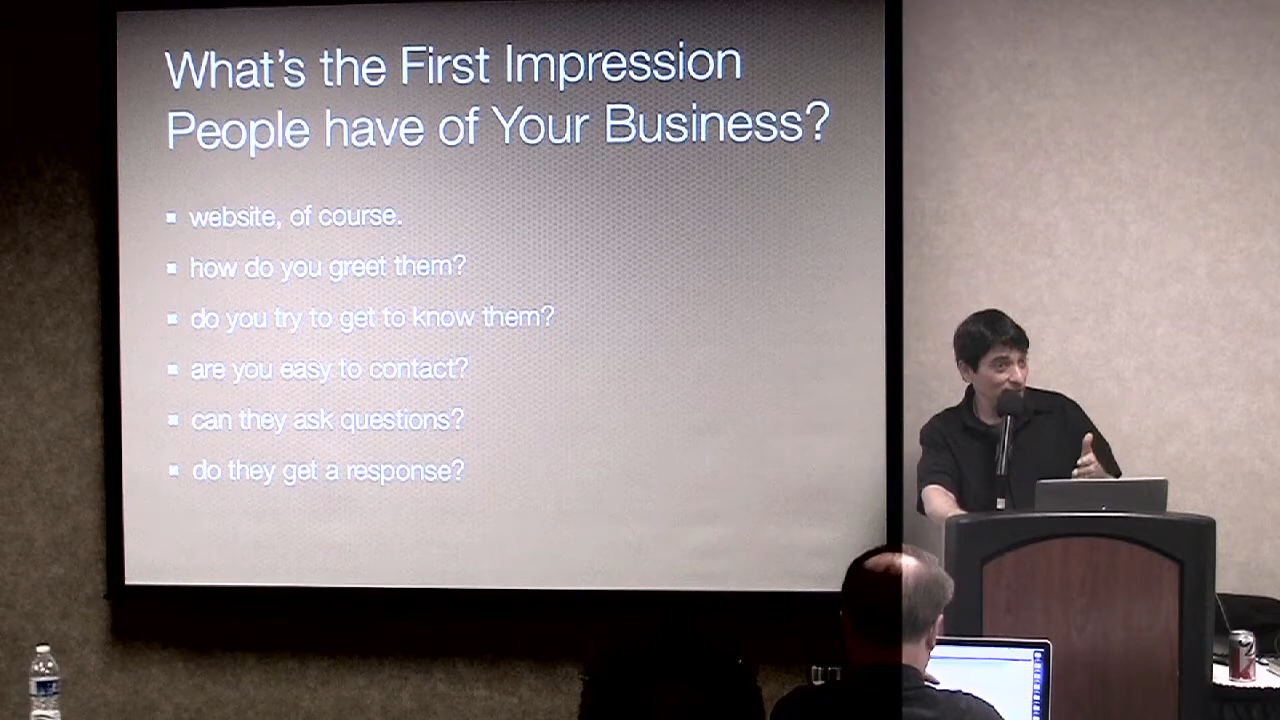 What's the First Impression
People have of Your Business?
▪ website, of course.
▪ how do you greet them?
▪ do you try to get to know them?
▪ are you easy to contact?
▪ can they ask questions?
▪ do they get a response?